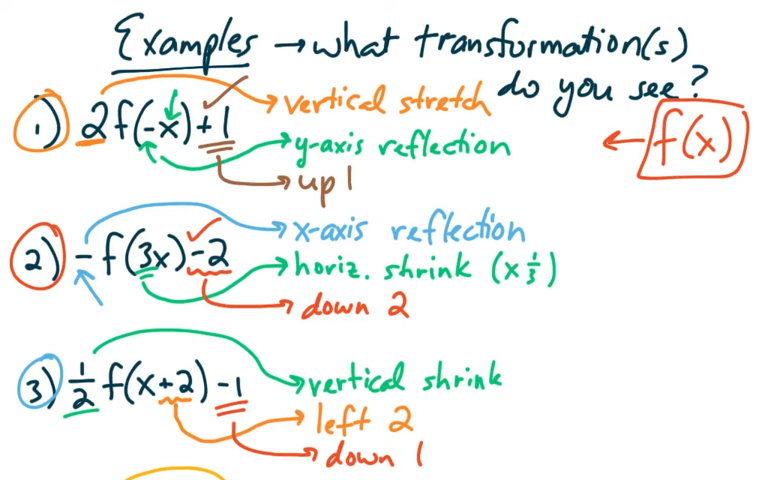 Examples → what transformation(s)
do you see?
1) 2f(-x)+1
vertical stretch
y-axis reflection
up 1
← f(x)
2) -f(3x)-2
x-axis reflection
horiz. shrink (x 1/3)
down 2
3) 1/2 f(x+2)-1
vertical shrink
left 2
down 1